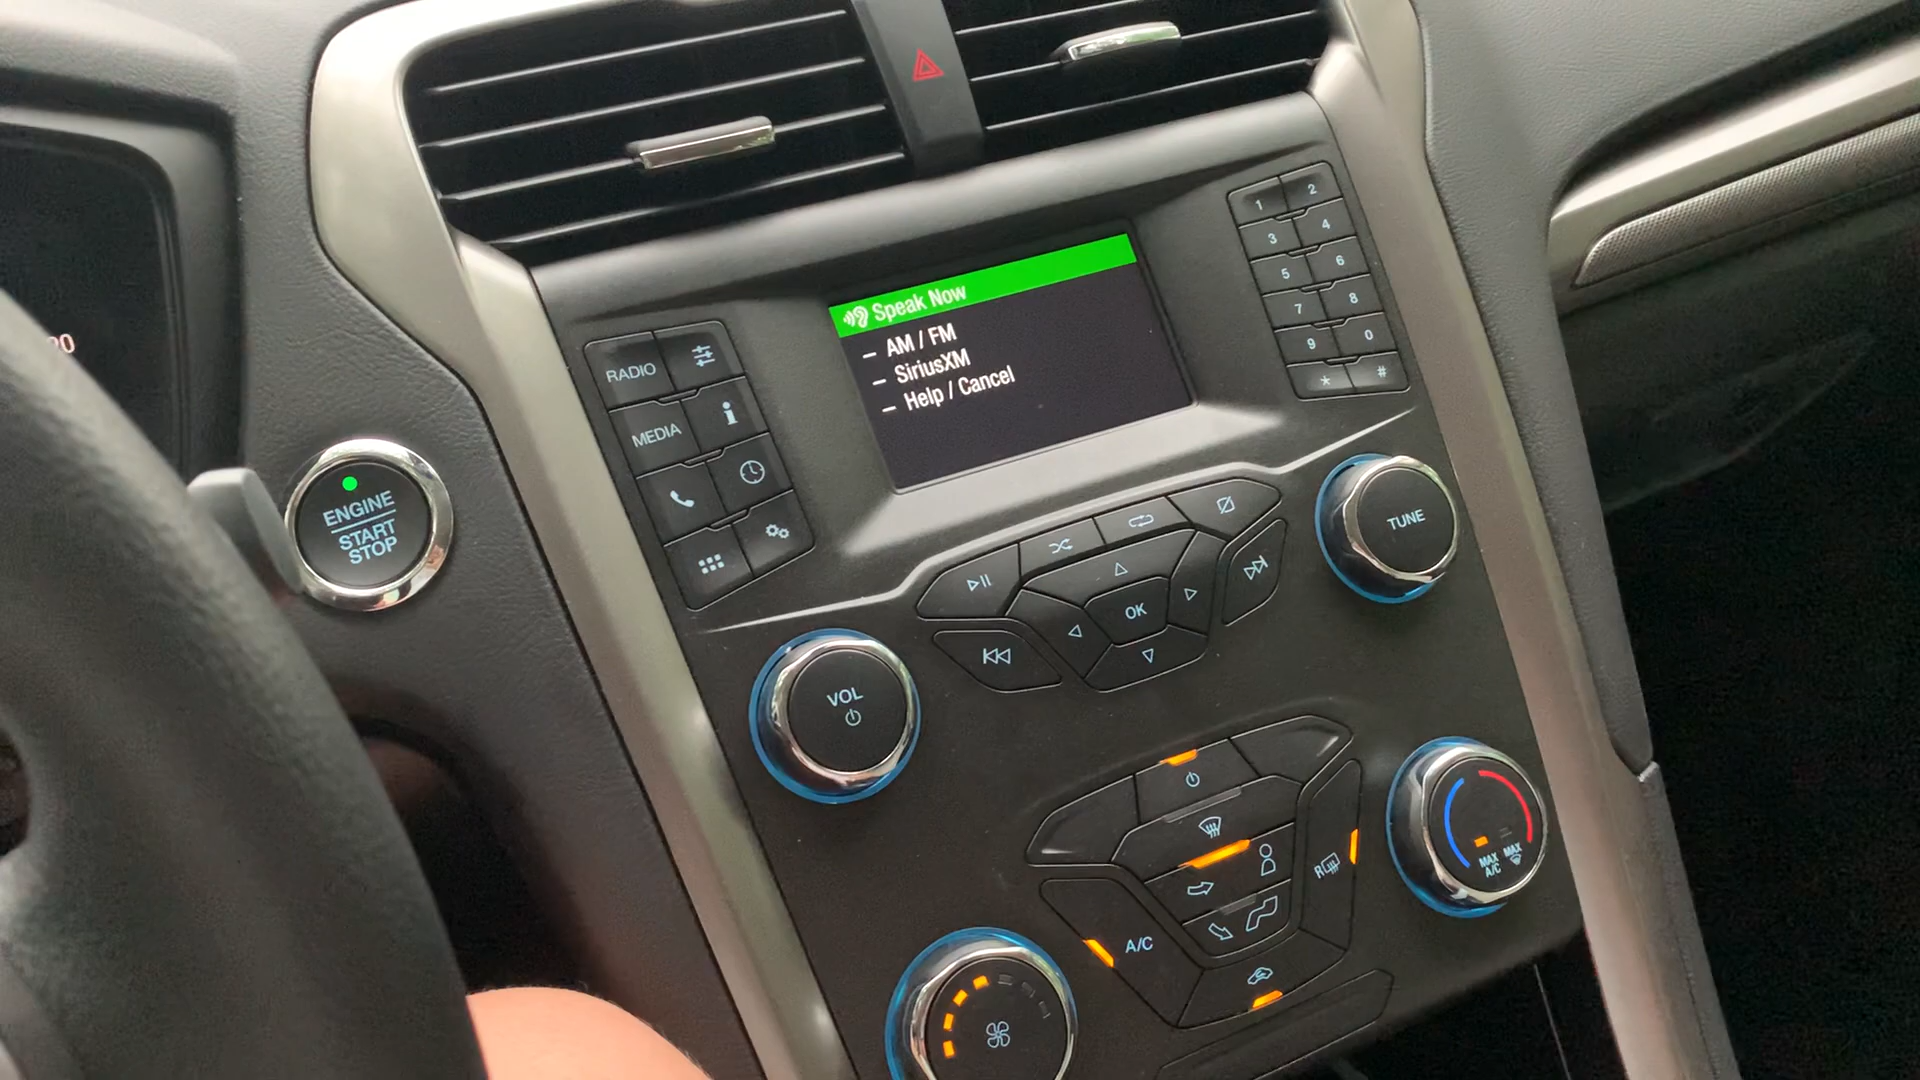 Speak Now
– AM / FM
– SiriusXM
– Help / Cancel
1 2
3 4
5 6
7 8
9 0
* #
RADIO
MEDIA
i
ENGINE
START
STOP
OK
TUNE
VOL
R
A/C
MAX
A/C
MAX